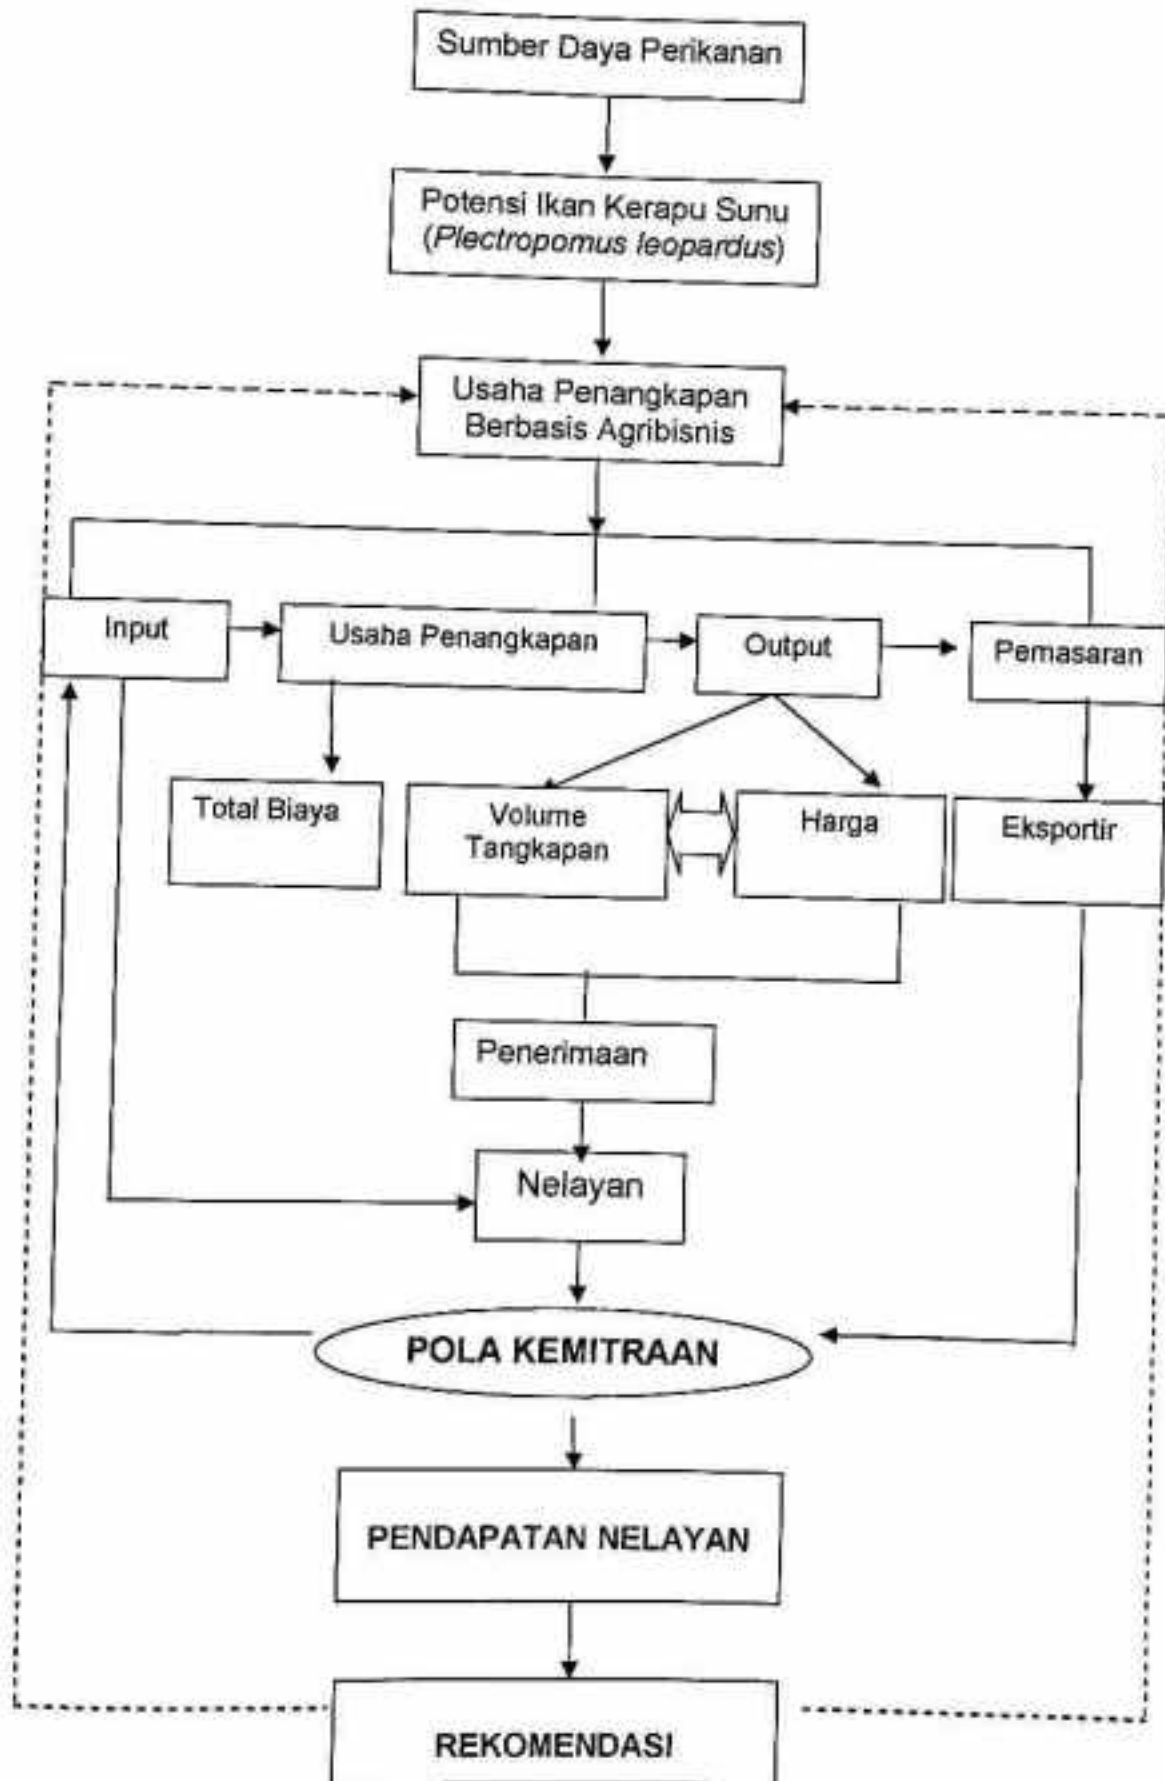 Sumber Daya Perikanan
Potensi Ikan Kerapu Sunu
(Plectropomus leopardus)
Usaha Penangkapan
Berbasis Agribisnis
Input
Usaha Penangkapan
Output
Pemasaran
Total Biaya
Volume
Tangkapan
Harga
Eksportir
Penerimaan
Nelayan
POLA KEMITRAAN
PENDAPATAN NELAYAN
REKOMENDASI